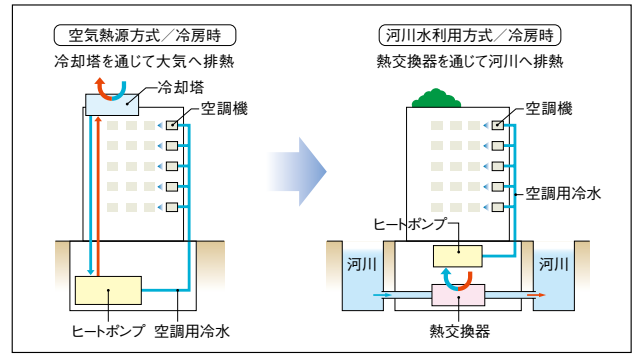 空気熱源方式／冷房時
冷却塔を通じて大気へ排熱
冷却塔
空調機
ヒートポンプ
空調用冷水
河川水利用方式／冷房時
熱交換器を通じて河川へ排熱
空調機
空調用冷水
ヒートポンプ
河川
河川
熱交換器